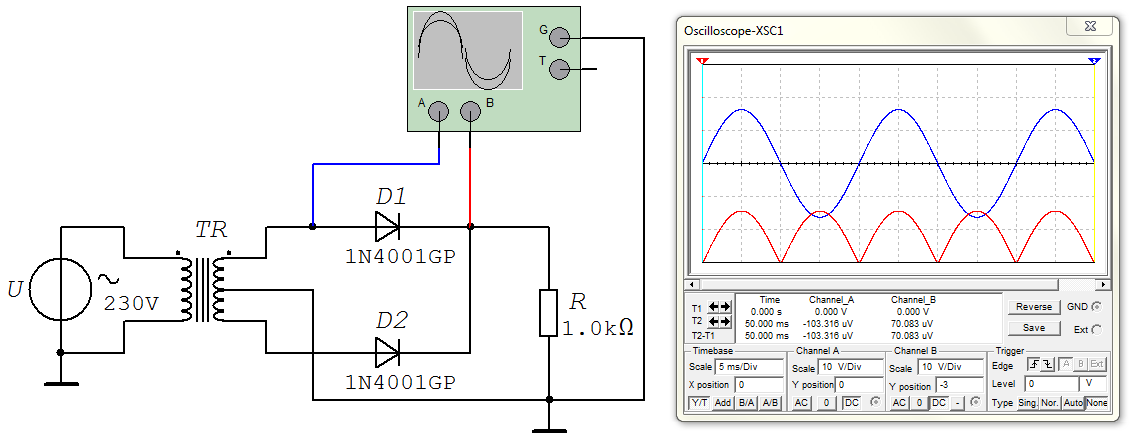 G
T
A
B
D1
1N4001GP
TR
U
230V
R
1.0kΩ
D2
1N4001GP
Oscilloscope-XSC1
Time Channel_A Channel_B
T1 0.000 s 0.000 V 0.000 V
T2 50.000 ms -103.316 uV 70.083 uV
T2-T1 50.000 ms -103.316 uV 70.083 uV
Reverse
Save
GND
Ext
Timebase
Scale 5 ms/Div
X position 0
Y/T Add B/A A/B
Channel A
Scale 10 V/Div
Y position 0
AC 0 DC
Channel B
Scale 10 V/Div
Y position -3
AC 0 DC -
Trigger
Edge A B Ext
Level 0 V
Type Sing. Nor. Auto None